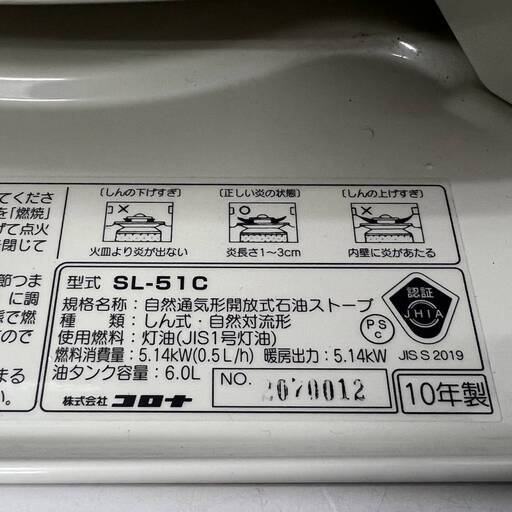 てくださ
を「燃焼」
げて点火
を閉じて
節つま
）に調
態で燃
ので
まる
〔しんの下げすぎ〕
火皿より炎が出ない
〔正しい炎の状態〕
炎長さ1～3cm
〔しんの上げすぎ〕
内壁に炎があたる
型式 SL-51C
規格名称：自然通気形開放式石油ストーブ
種類：しん式・自然対流形
使用燃料：灯油(JIS1号灯油)
燃料消費量：5.14kW(0.5L/h) 暖房出力：5.14kW
油タンク容量：6.0L
NO. 2070012
10年製
株式会社コロナ
PS
C
認証
JHIA
JIS S 2019